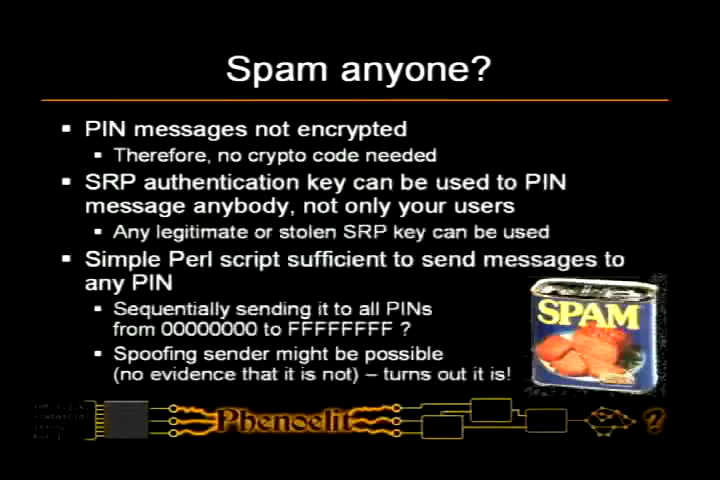 Spam anyone?
▪ PIN messages not encrypted
▪ Therefore, no crypto code needed
▪ SRP authentication key can be used to PIN
message anybody, not only your users
▪ Any legitimate or stolen SRP key can be used
▪ Simple Perl script sufficient to send messages to
any PIN
▪ Sequentially sending it to all PINs
from 00000000 to FFFFFFFF ?
▪ Spoofing sender might be possible
(no evidence that it is not) – turns out it is!
SPAM
Phenoelit
?